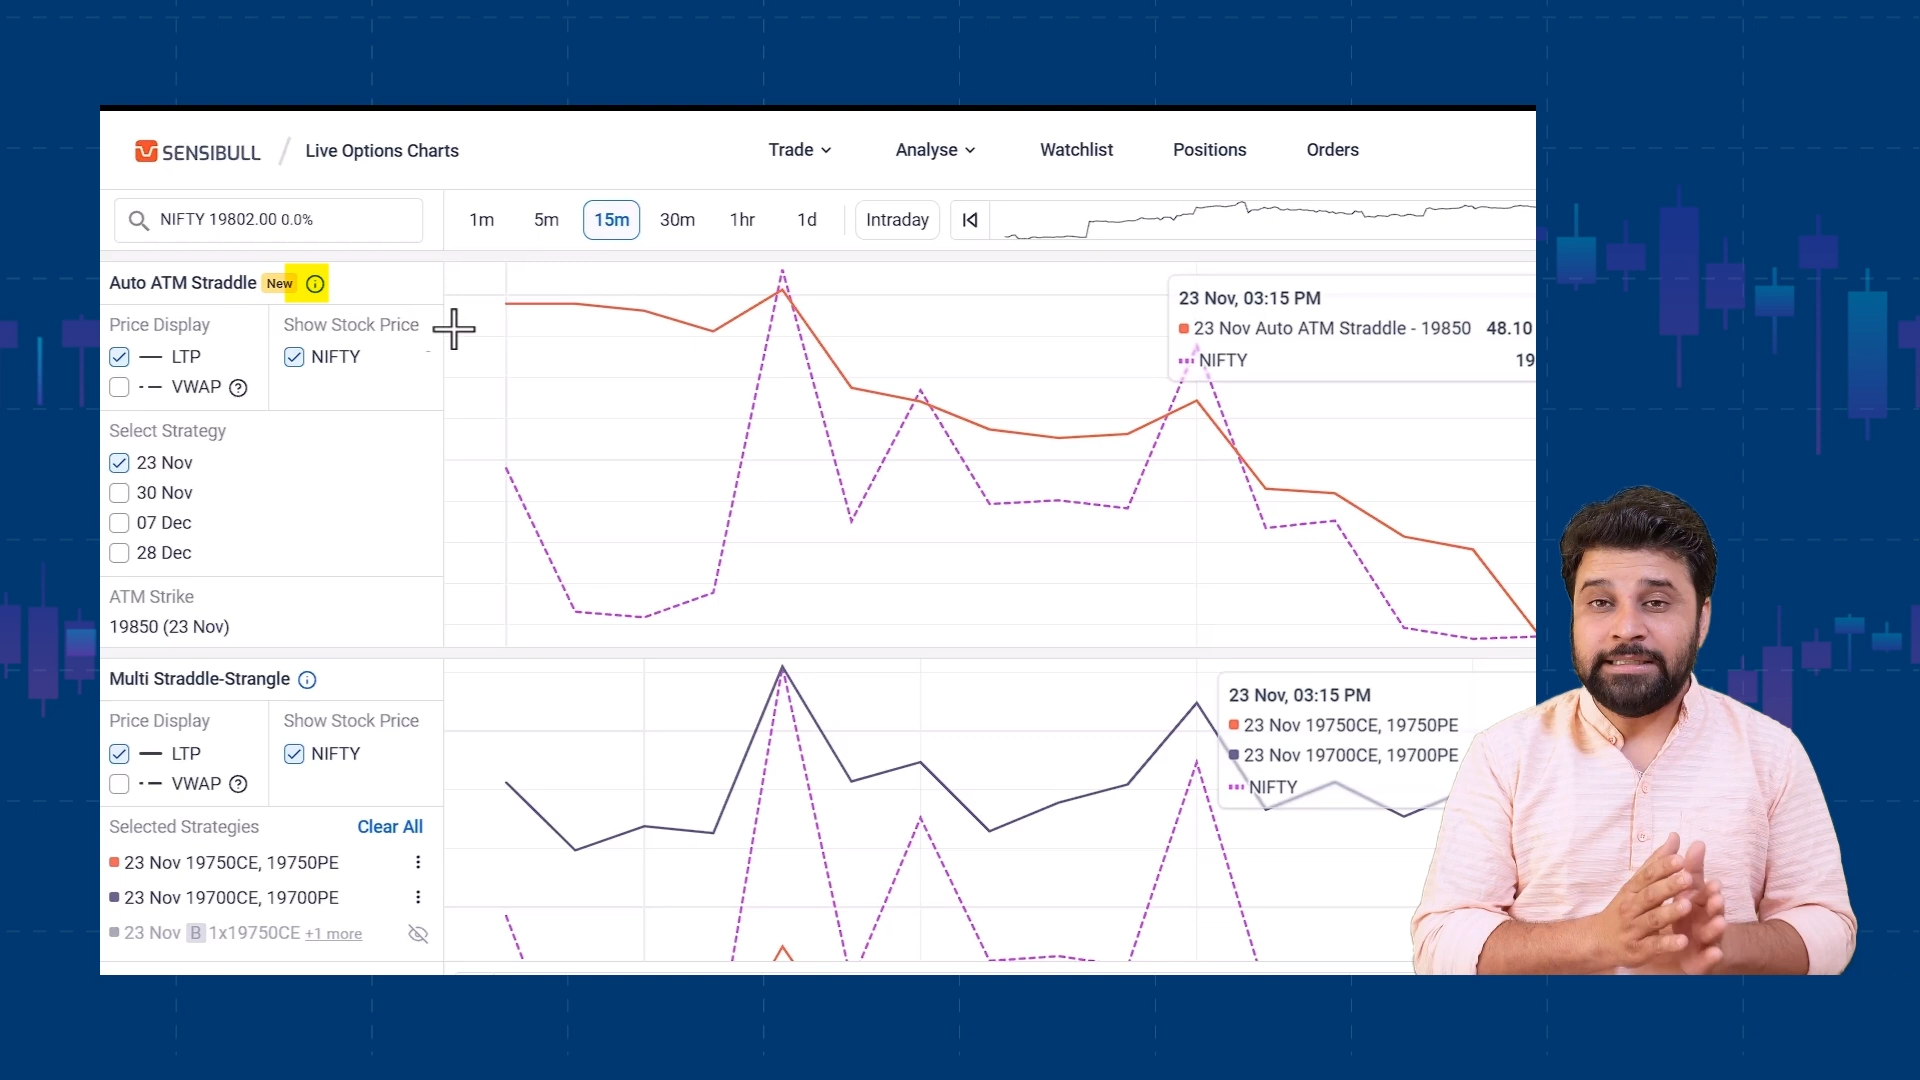 SENSIBULL / Live Options Charts Trade Analyse Watchlist Positions Orders
NIFTY 19802.00 0.0% 1m 5m 15m 30m 1hr 1d Intraday
Auto ATM Straddle New
Price Display Show Stock Price
LTP NIFTY
VWAP
Select Strategy
23 Nov
30 Nov
07 Dec
28 Dec
ATM Strike
19850 (23 Nov)
23 Nov, 03:15 PM
23 Nov Auto ATM Straddle - 19850 48.10
NIFTY 19
Multi Straddle-Strangle
Price Display Show Stock Price
LTP NIFTY
VWAP
Selected Strategies Clear All
23 Nov 19750CE, 19750PE
23 Nov 19700CE, 19700PE
23 Nov B 1x19750CE +1 more
23 Nov, 03:15 PM
23 Nov 19750CE, 19750PE
23 Nov 19700CE, 19700PE
NIFTY